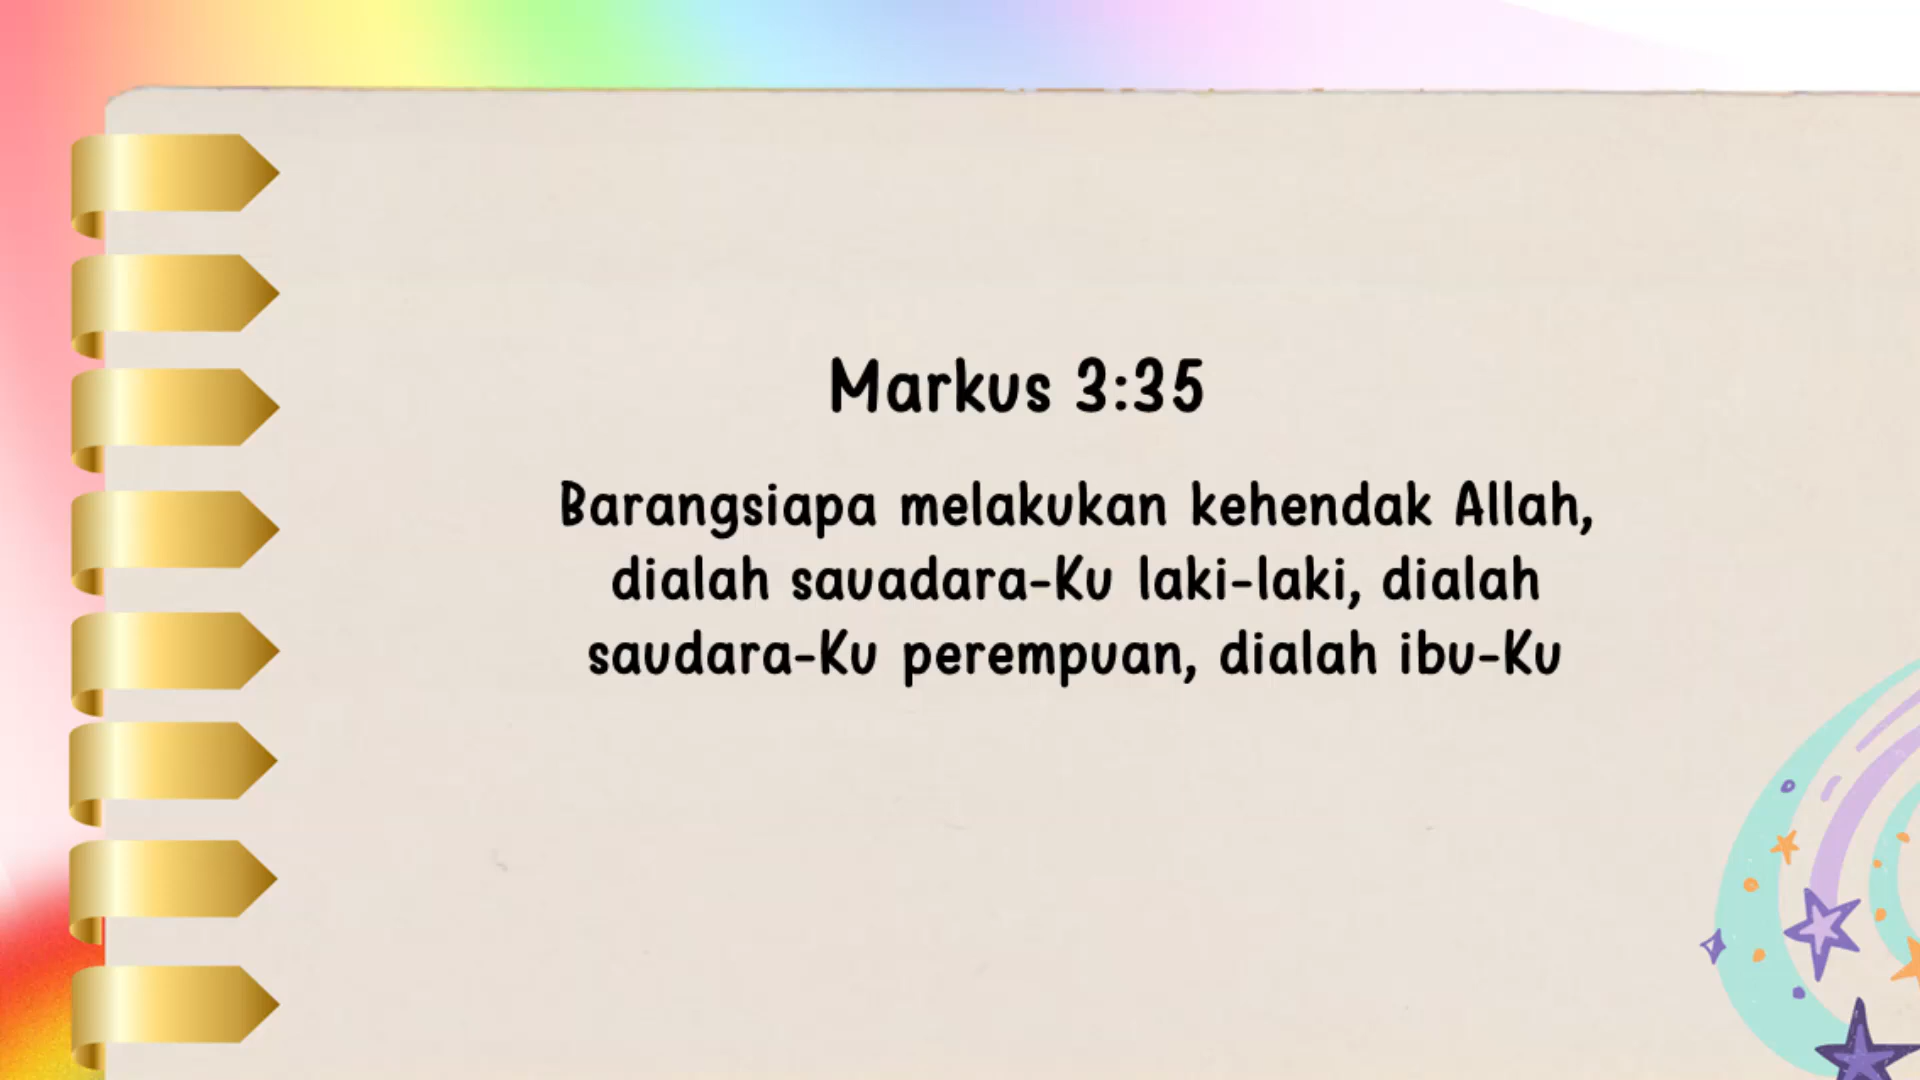 Markus 3:35
Barangsiapa melakukan kehendak Allah,
dialah sauadara-Ku laki-laki, dialah
saudara-Ku perempuan, dialah ibu-Ku